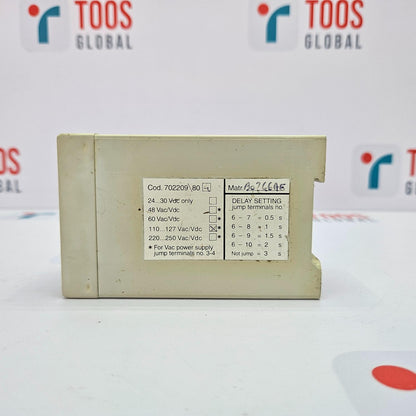 TOOS
GLOBAL
TOOS
GLOBAL
Cod. 702209\80
24...30 Vdc only
* 48 Vac/Vdc
60 Vac/Vdc *
110...127 Vac/Vdc *
220...250 Vac/Vdc *
* For Vac power supply
jump terminals no. 3-4
Matr.
DELAY SETTING
jump terminals no.
6 - 7 = 0.5 s
6 - 8 = 1 s
6 - 9 = 1.5 s
6 - 10 = 2 s
Not jump = 3 s
TOOS
GLOBAL